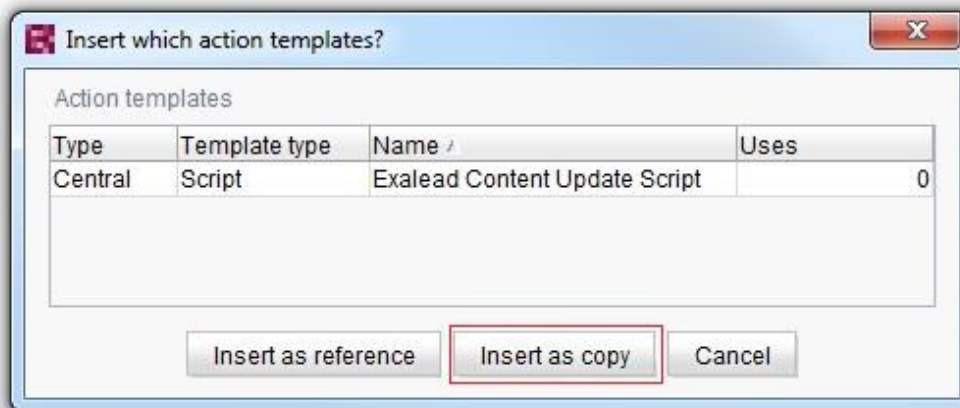 Insert which action templates?
Action templates
Type Template type Name Uses
Central Script Exalead Content Update Script 0
Insert as reference Insert as copy Cancel